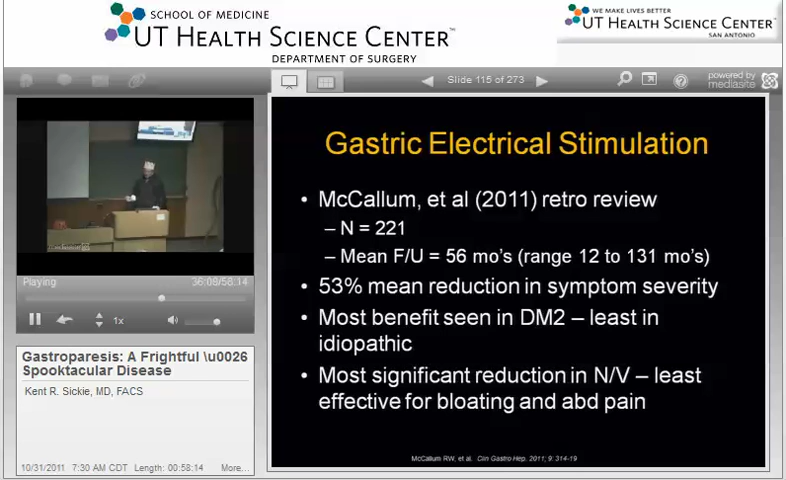 SCHOOL OF MEDICINE
UT HEALTH SCIENCE CENTER™
DEPARTMENT OF SURGERY
WE MAKE LIVES BETTER
UT HEALTH SCIENCE CENTER
SAN ANTONIO
Slide 115 of 273
powered by
mediasite
Playing
36:09/58:14
1x
Gastroparesis: A Frightful \u0026
Spooktacular Disease
Kent R. Sickie, MD, FACS
10/31/2011 7:30 AM CDT Length: 00:58:14 More...
Gastric Electrical Stimulation
• McCallum, et al (2011) retro review
– N = 221
– Mean F/U = 56 mo's (range 12 to 131 mo's)
• 53% mean reduction in symptom severity
• Most benefit seen in DM2 – least in
idiopathic
• Most significant reduction in N/V – least
effective for bloating and abd pain
McCallum RW, et al. Clin Gastro Hep. 2011; 9: 314-19